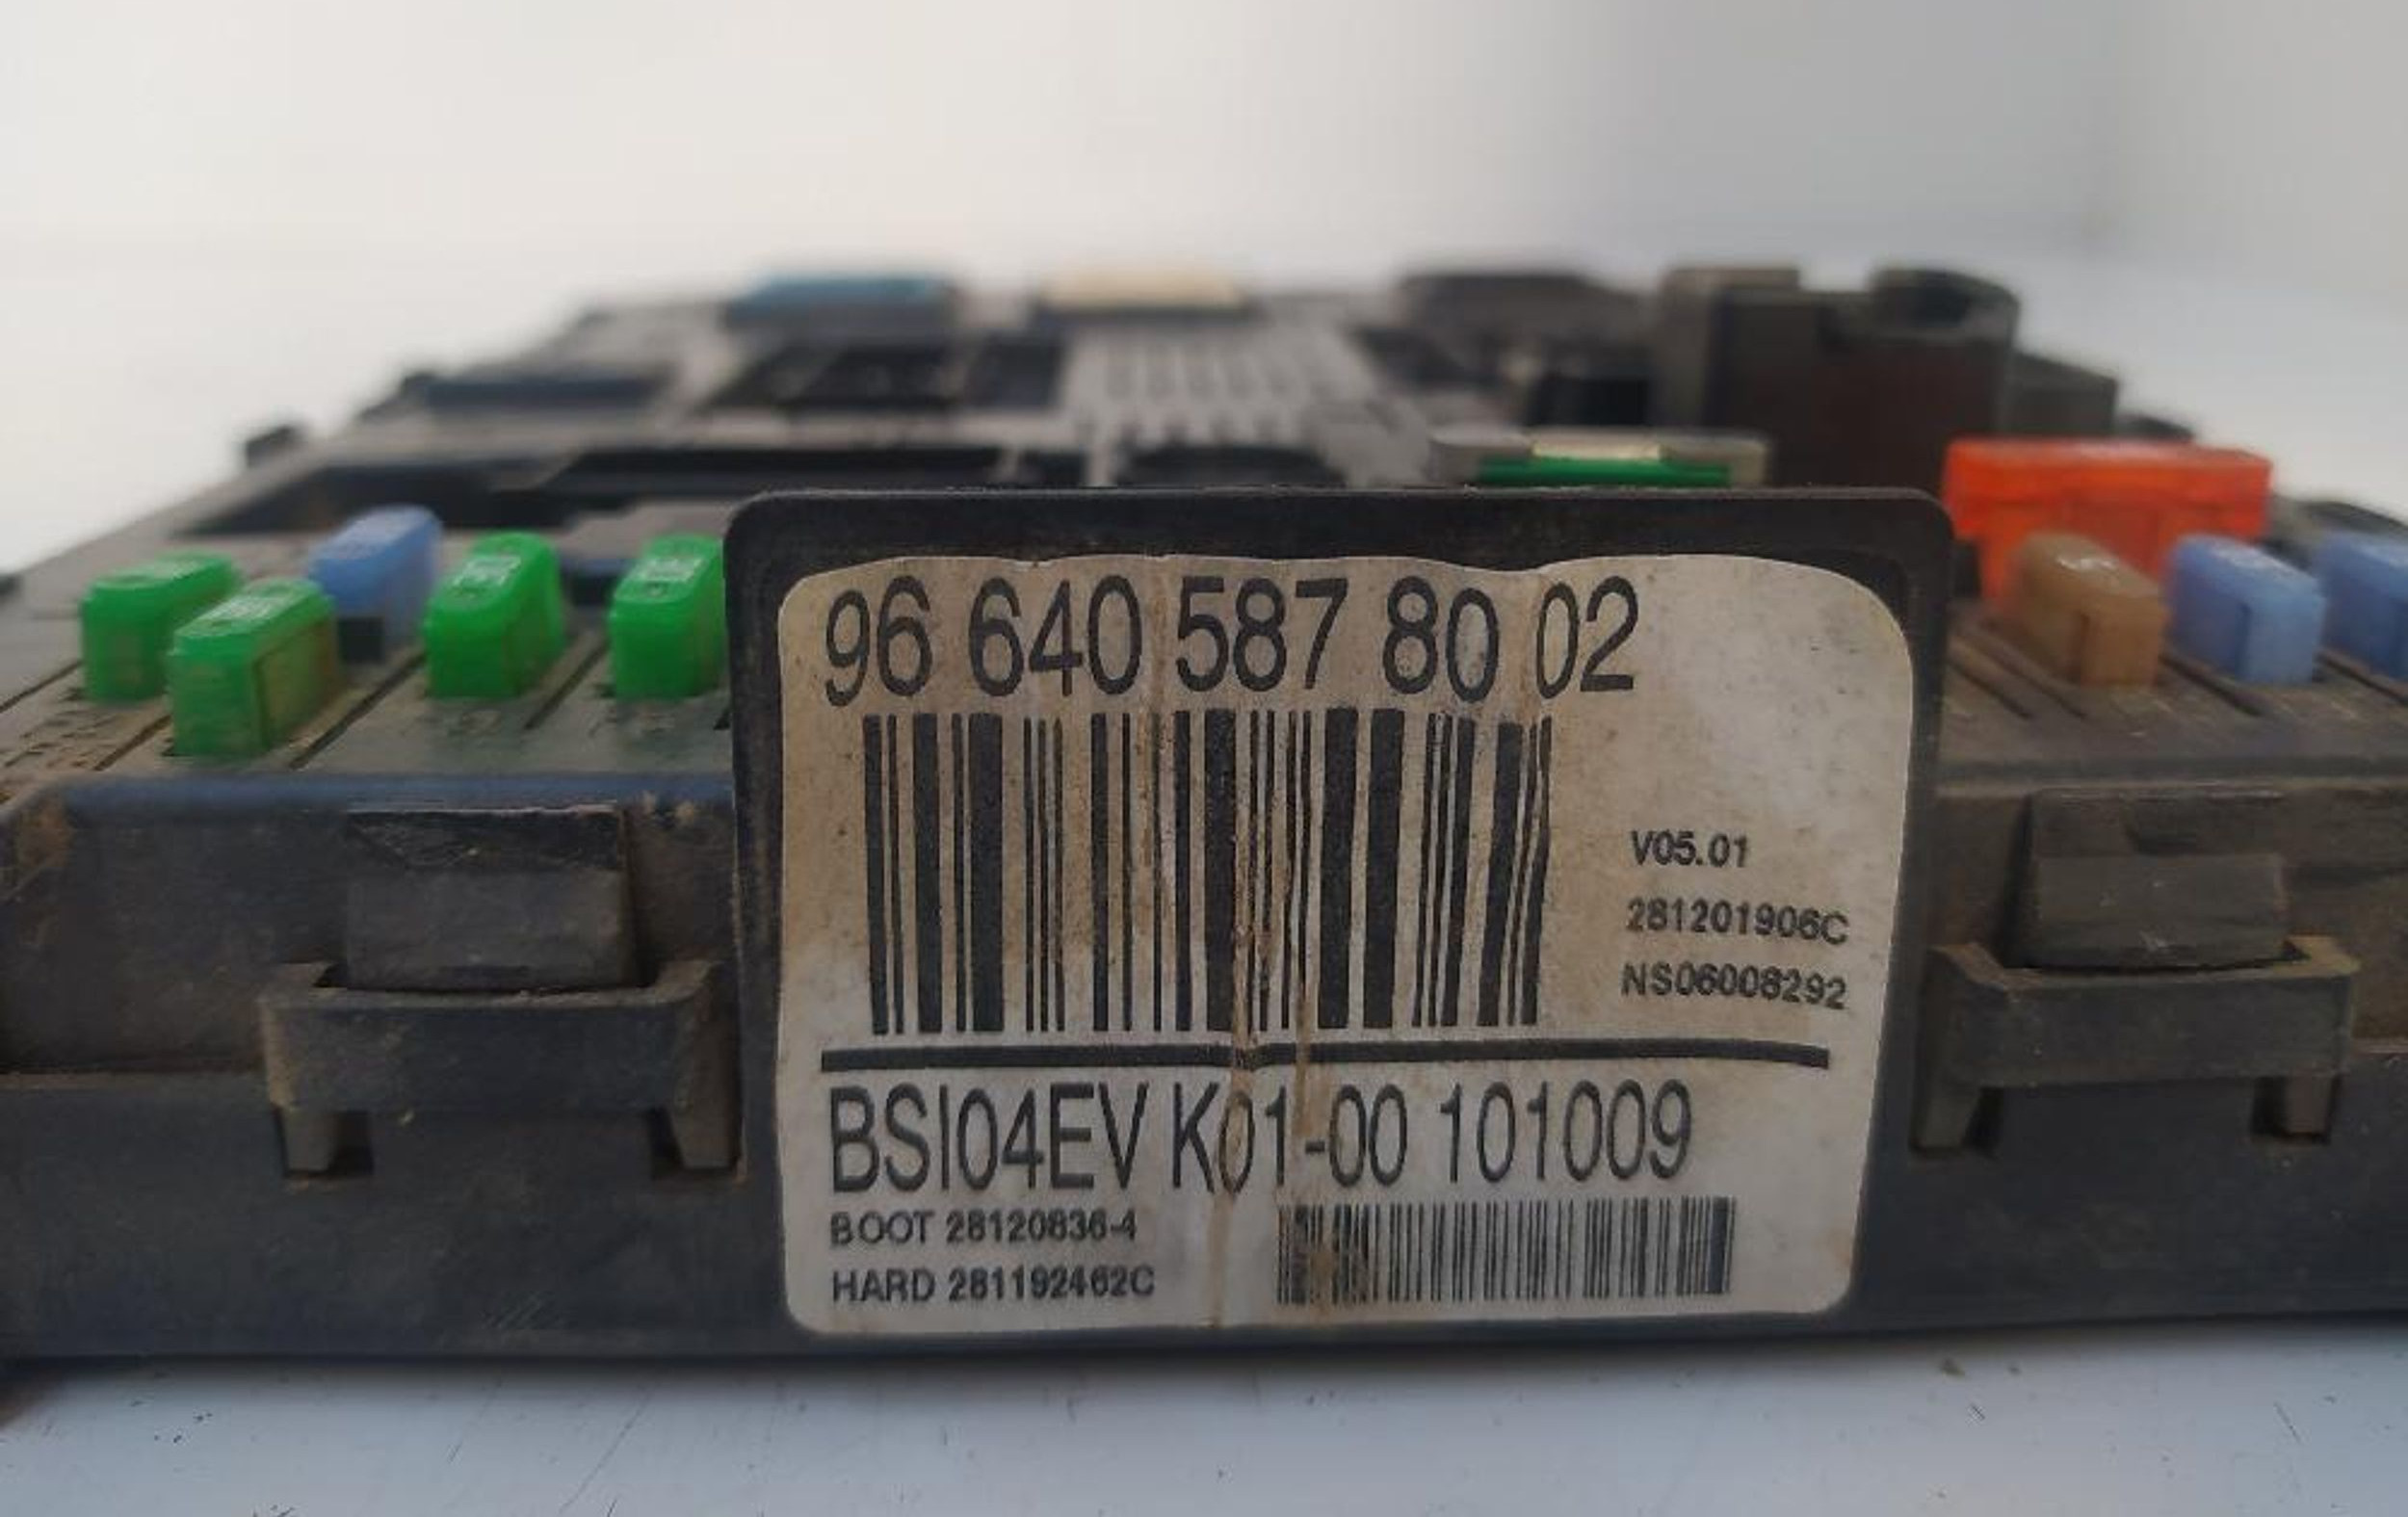 96 640 587 80 02
V05.01
281201906C
NS06008292
BSI04EV K01-00 101009
BOOT 28120836-4
HARD 281192462C